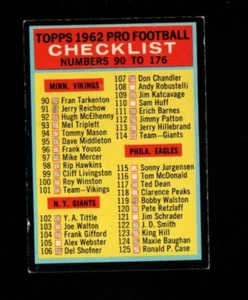 TOPPS 1962 PRO FOOTBALL
CHECKLIST
NUMBERS 90 TO 176
MINN. VIKINGS
90 Fran Tarkenton
91 Jerry Reichow
92 Hugh McElhenny
93 Mel Triplett
94 Tommy Mason
95 Dave Middleton
96 Frank Youso
97 Mike Mercer
98 Rip Hawkins
99 Cliff Livingston
100 Roy Winston
101 Team—Vikings
N. Y. GIANTS
102 Y. A. Tittle
103 Joe Walton
104 Frank Gifford
105 Alex Webster
106 Del Shofner
107 Don Chandler
108 Andy Robustelli
109 Jim Katcavage
110 Sam Huff
111 Erich Barnes
112 Jimmy Patton
113 Jerry Hillebrand
114 Team—Giants
PHILA. EAGLES
115 Sonny Jurgensen
116 Tom McDonald
117 Ted Dean
118 Clarence Peaks
119 Bobby Walston
120 Pete Retzlaff
121 Jim Schrader
122 J. D. Smith
123 King Hill
124 Maxie Baughan
125 Ronald P. Case